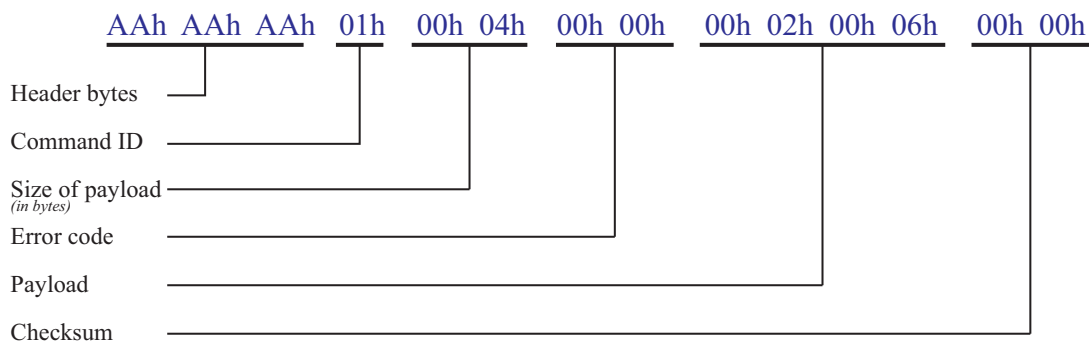 AAh AAh AAh 01h 00h 04h 00h 00h 00h 02h 00h 06h 00h 00h
Header bytes
Command ID
Size of payload
(in bytes)
Error code
Payload
Checksum